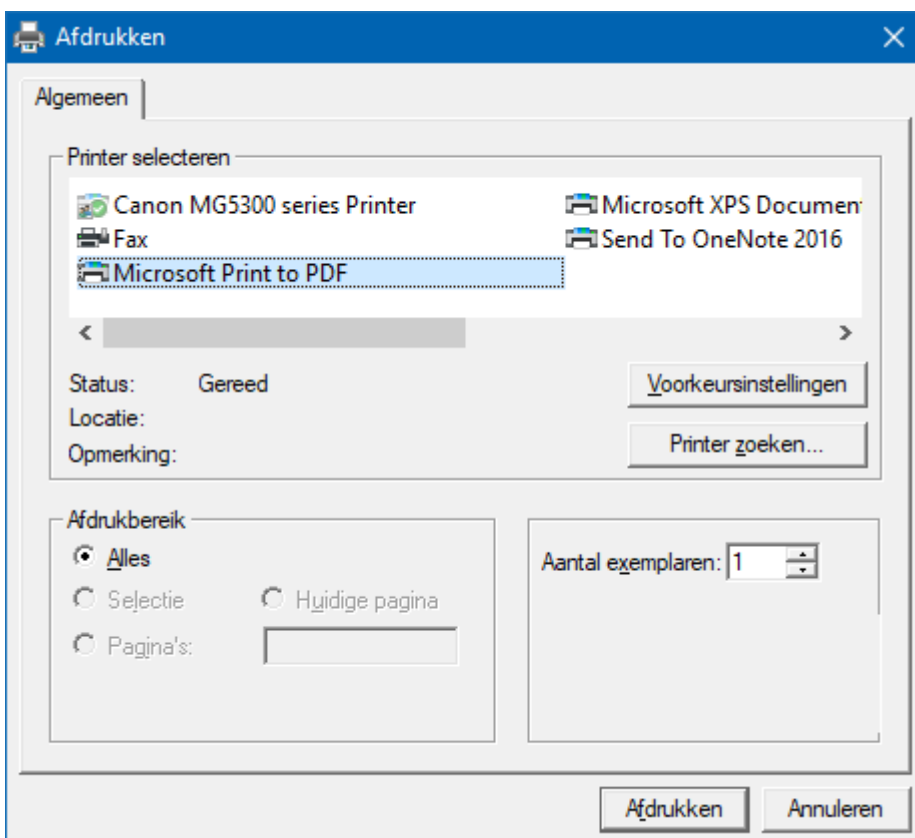 Afdrukken
Algemeen
Printer selecteren
Canon MG5300 series Printer
Fax
Microsoft Print to PDF
Microsoft XPS Documen
Send To OneNote 2016
Status: Gereed
Locatie:
Opmerking:
Voorkeursinstellingen
Printer zoeken...
Afdrukbereik
Alles
Selectie
Huidige pagina
Pagina's:
Aantal exemplaren: 1
Afdrukken
Annuleren